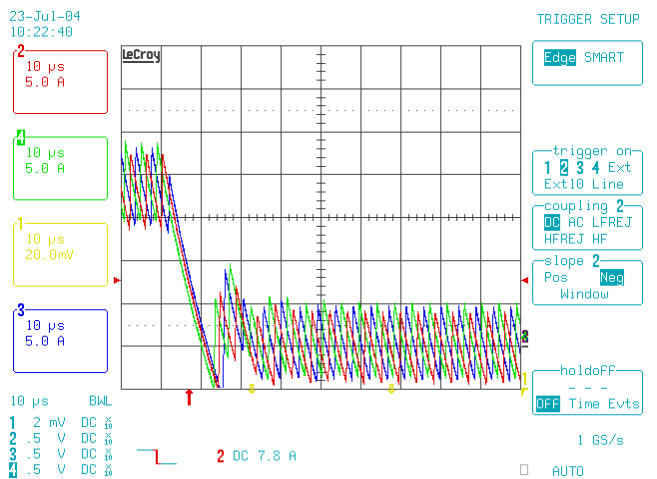 23-Jul-04
10:22:40
TRIGGER SETUP
LeCroy
2
10 µs
5.0 A
Edge SMART
4
10 µs
5.0 A
trigger on
1 2 3 4 Ext
Ext10 Line
1
10 µs
20.0mV
coupling 2
DC AC LFREJ
HFREJ HF
slope 2
Pos Neg
Window
3
10 µs
5.0 A
2
1
holdoff
- - -
OFF Time Evts
10 µs BWL
1 2 mV DC X10
2 .5 V DC X10
3 .5 V DC X10
4 .5 V DC X10
2 DC 7.8 A
1 GS/s
AUTO